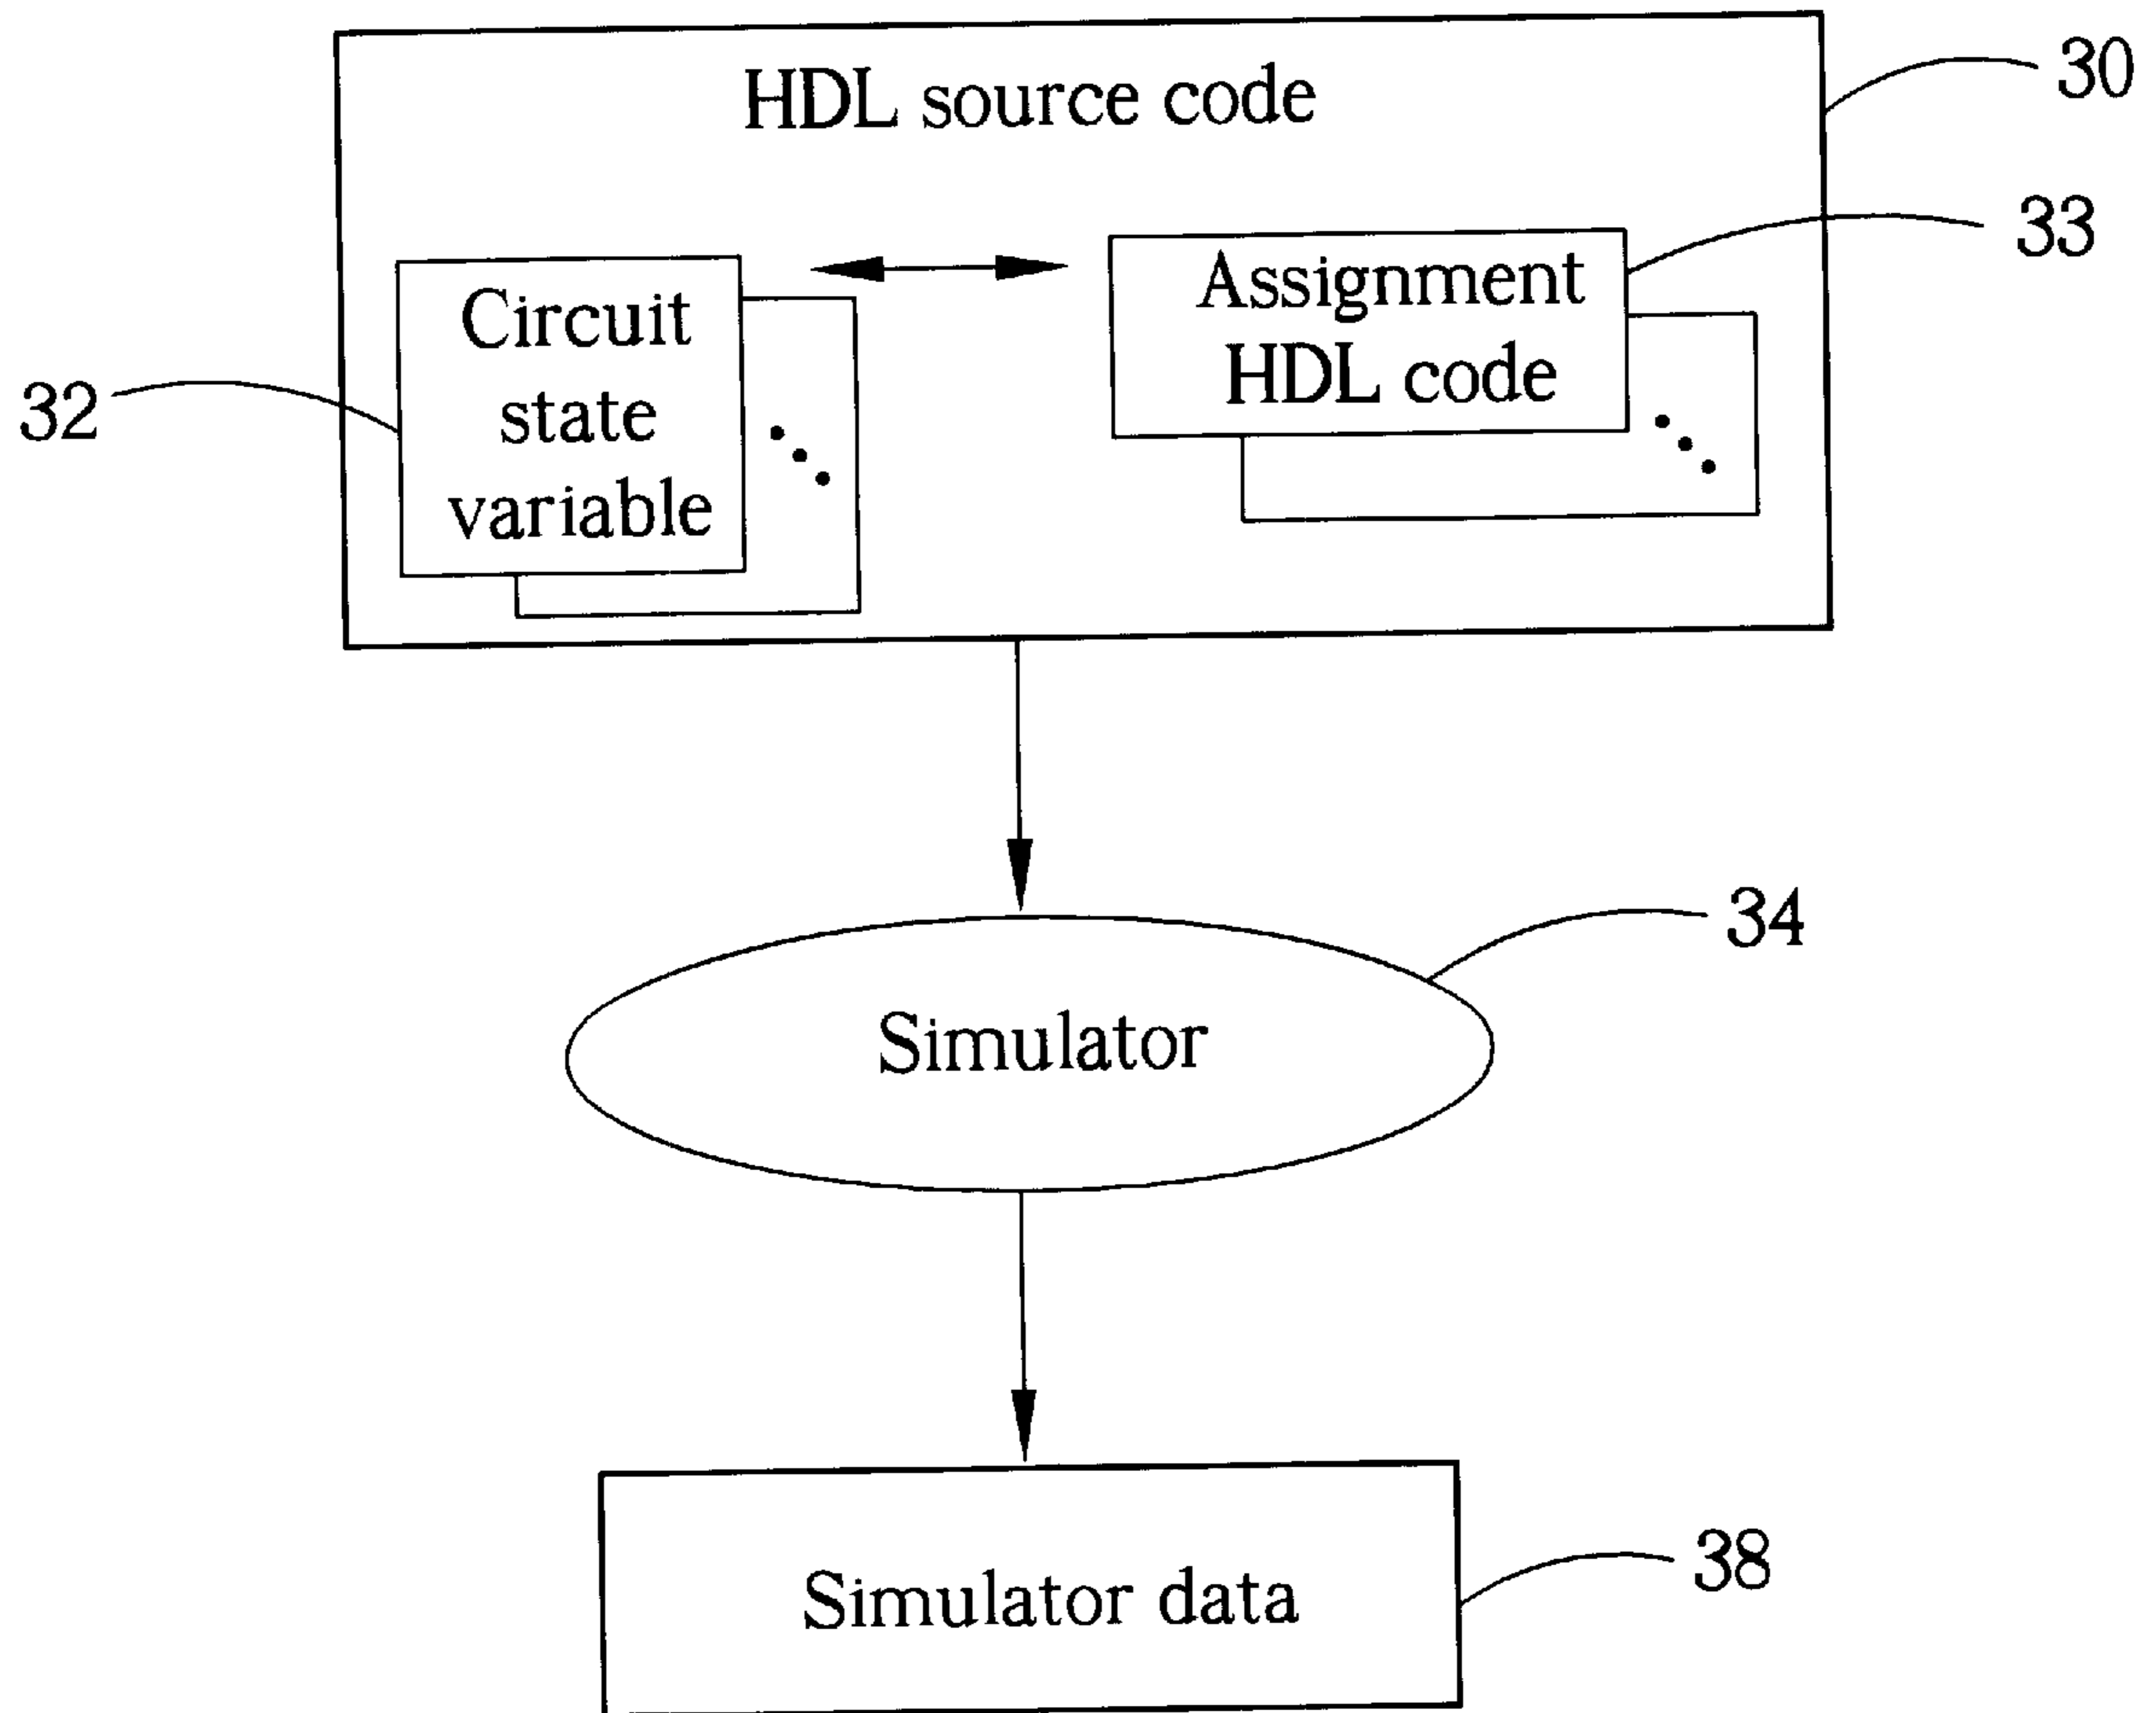 HDL source code
30
33
Assignment
HDL code
Circuit
state
variable
32
34
Simulator
38
Simulator data